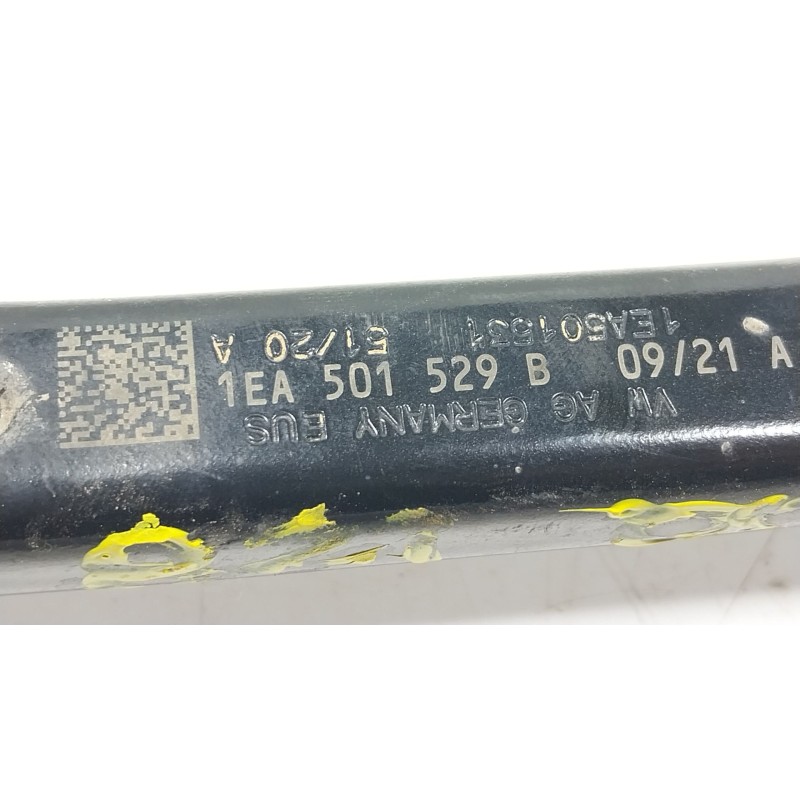 1EA501531
51/20 A
1EA 501 529 B 09/21 A
VW AG GERMANY EUS